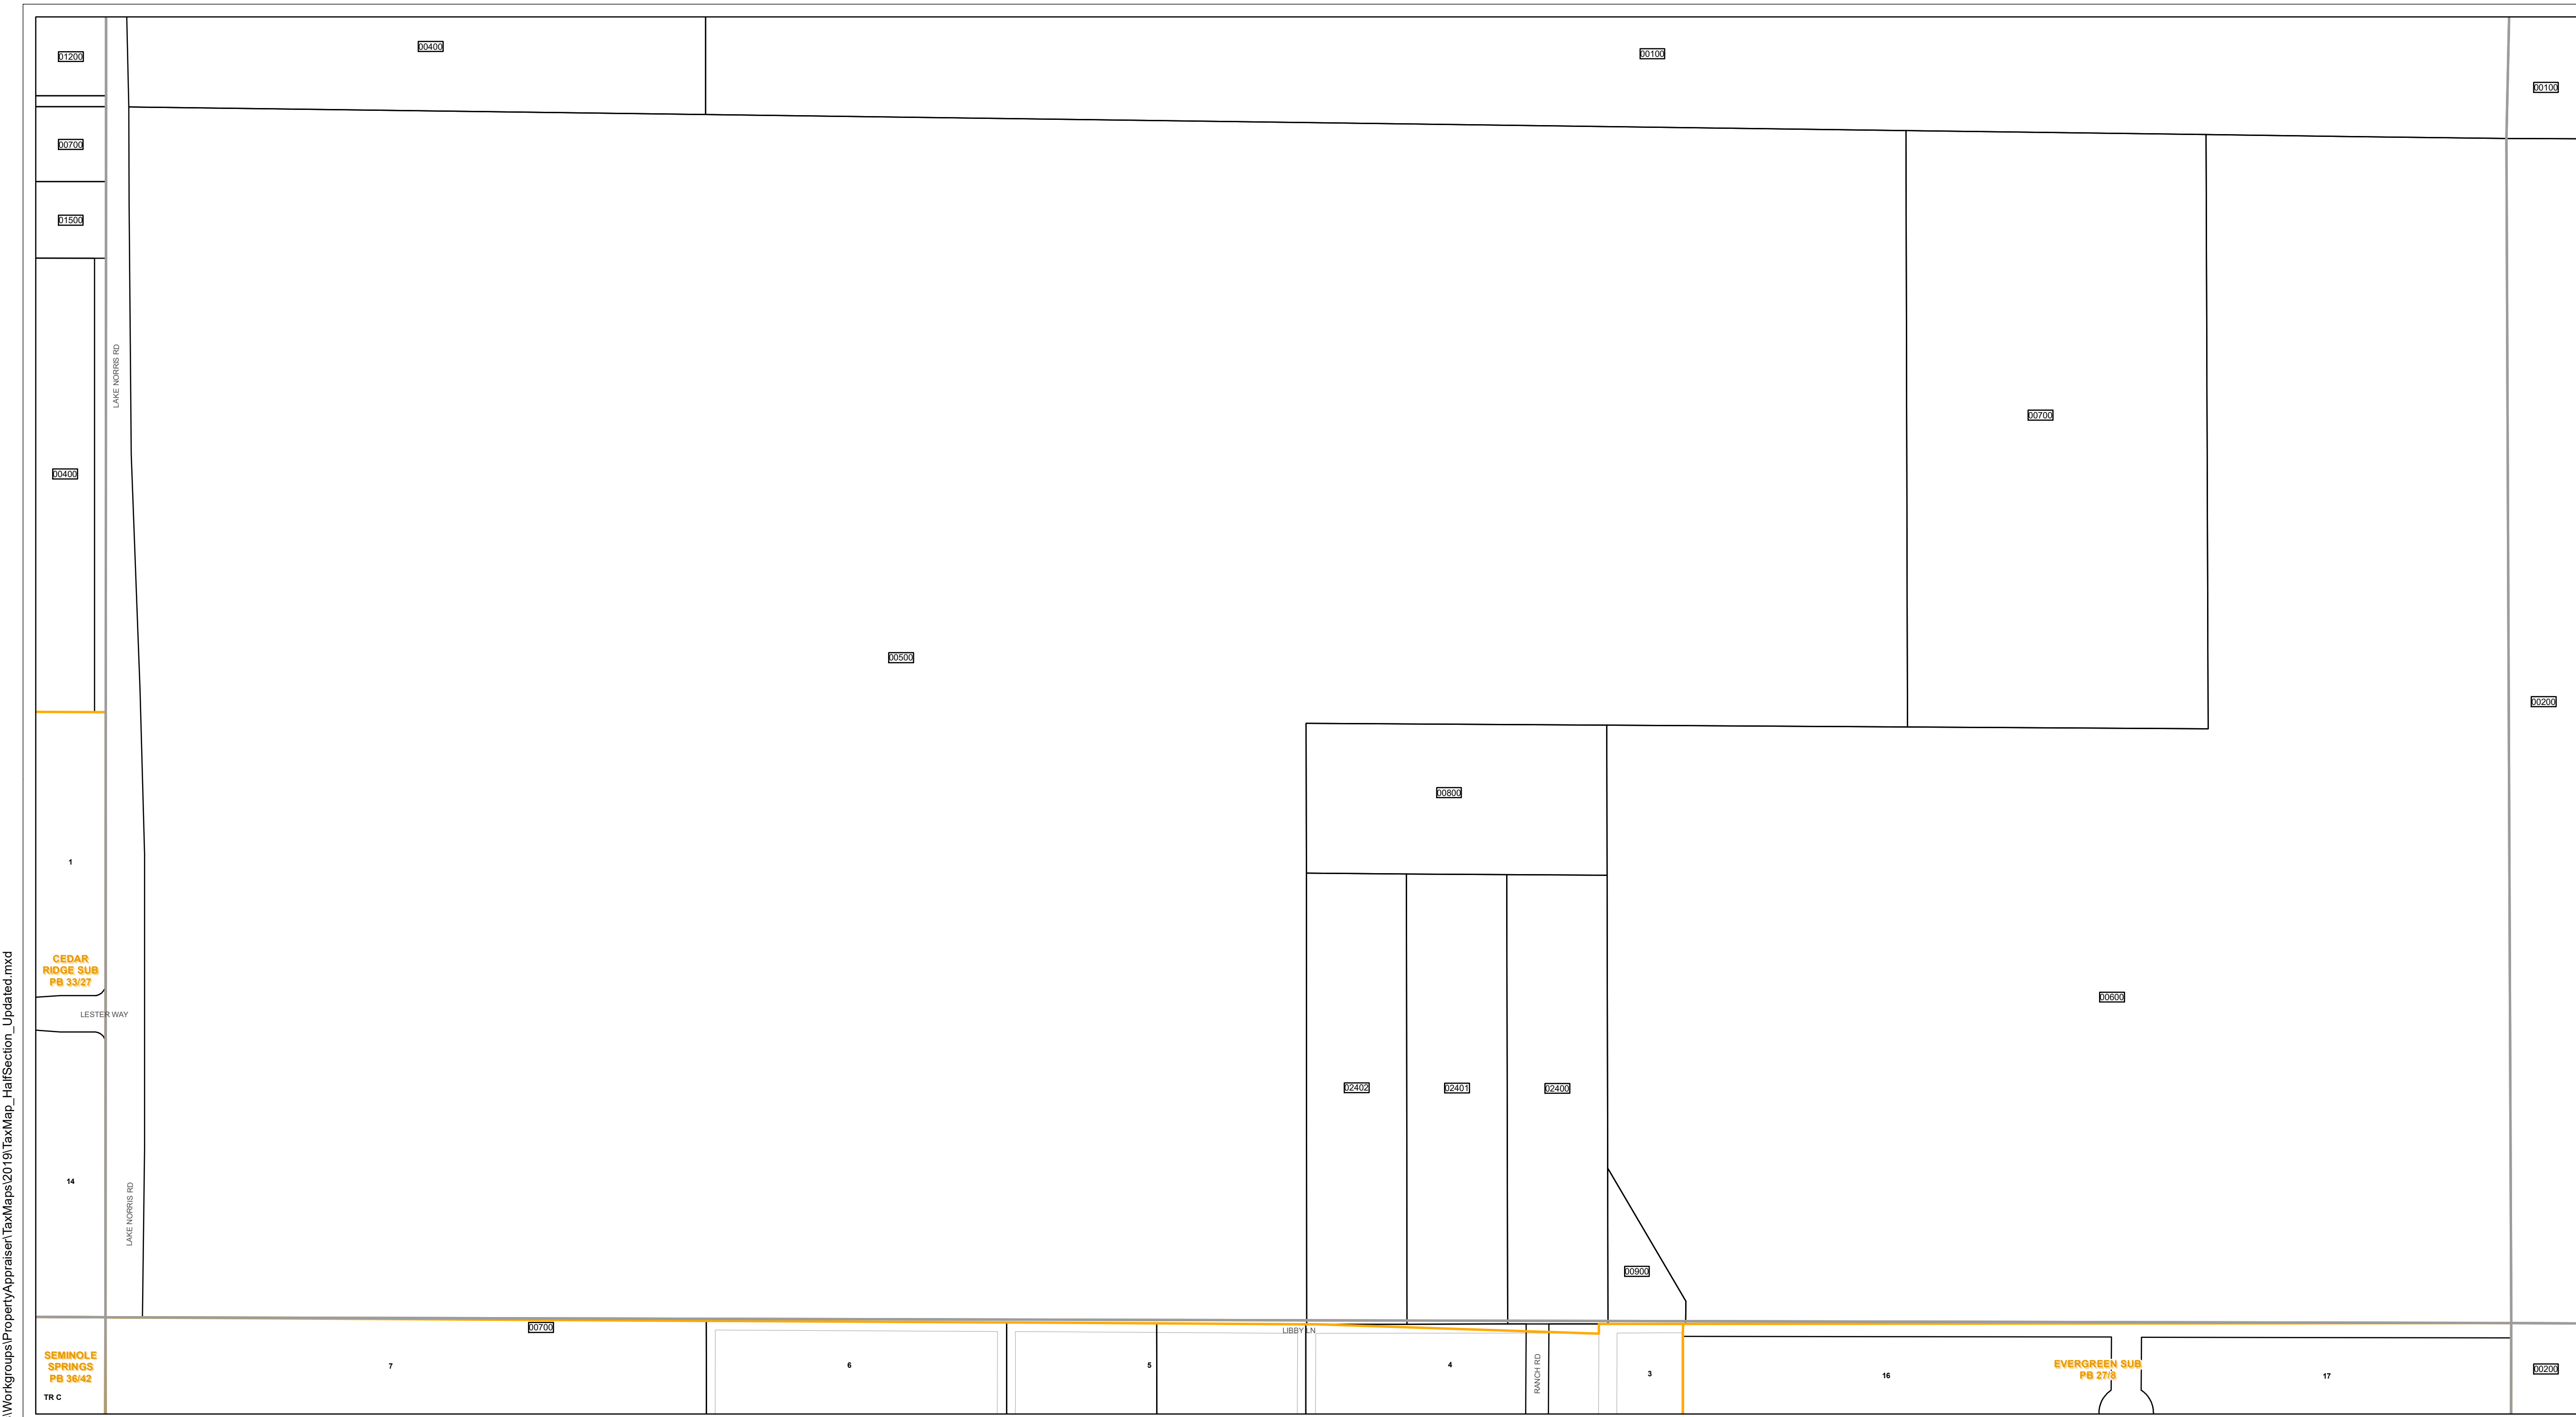 01200
00400
00100
00100
00700
01500
LAKE NORRIS RD
00400
00700
00500
00200
00800
1
CEDAR
RIDGE SUB
PB 33/27
LESTER WAY
00600
02402
02401
02400
14
LAKE NORRIS RD
00900
00700
LIBBY LN
SEMINOLE
SPRINGS
PB 36/42
TR C
7
6
5
4
RANCH RD
3
16
EVERGREEN SUB
PB 27/8
17
00200
\Workgroups\PropertyAppraiser\TaxMaps\2019\TaxMap_HalfSection_Updated.mxd